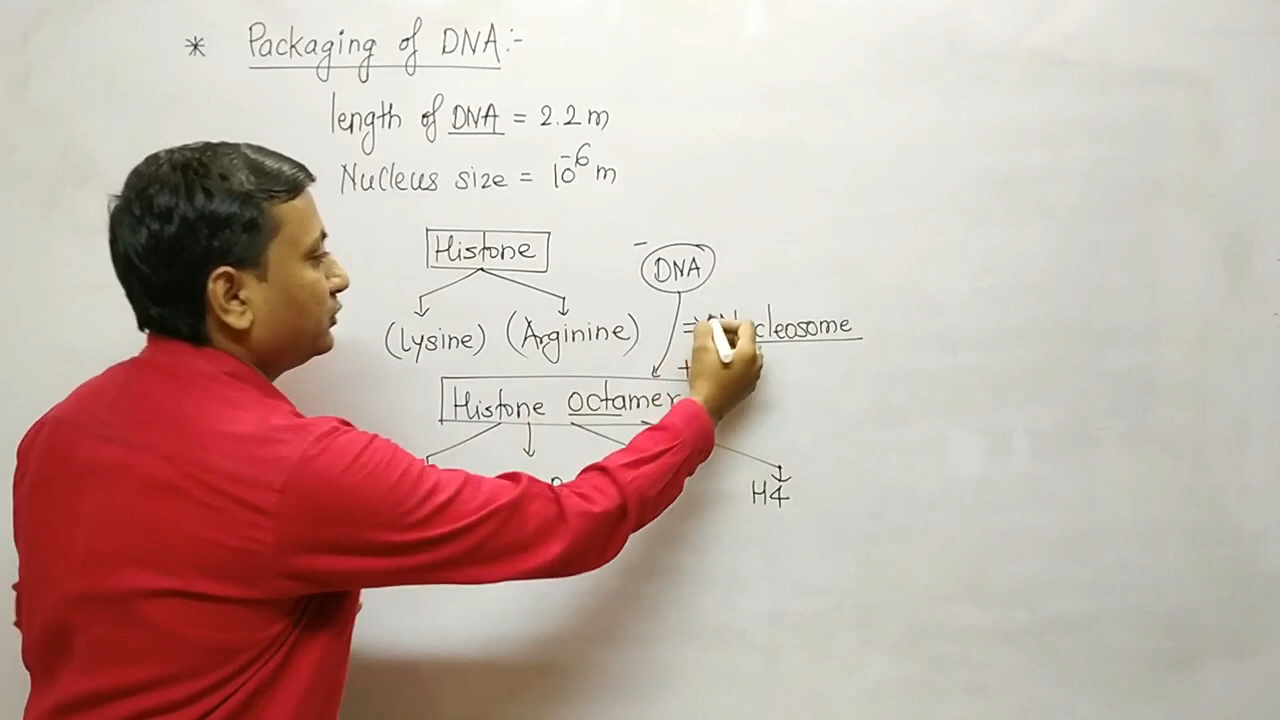 * Packaging of DNA:-
length of DNA = 2.2 m
Nucleus size = 10⁻⁶ m
Histone
- DNA
(Lysine) (Arginine)
+
Histone octamer
H4